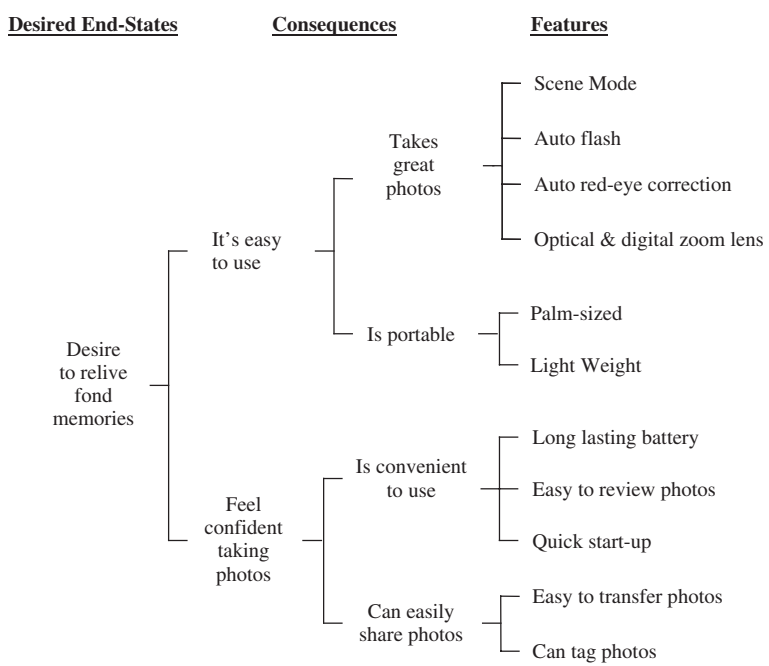 Desired End-States
Consequences
Features
Scene Mode
Takes
great
photos
Auto flash
Auto red-eye correction
It's easy
to use
Optical & digital zoom lens
Is portable
Palm-sized
Light Weight
Desire
to relive
fond
memories
Is convenient
to use
Long lasting battery
Easy to review photos
Quick start-up
Feel
confident
taking
photos
Can easily
share photos
Easy to transfer photos
Can tag photos